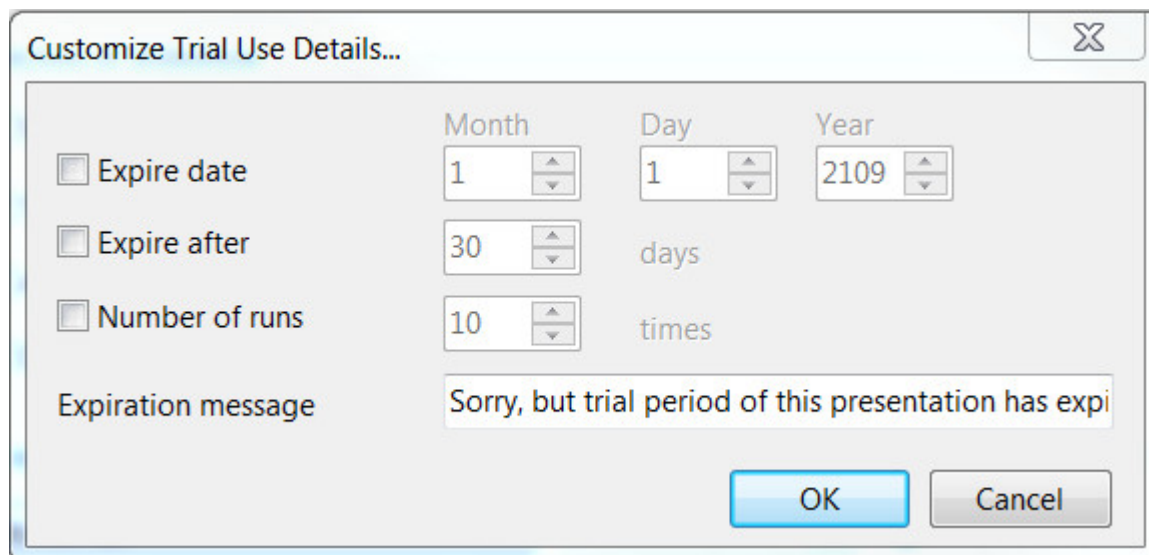 Customize Trial Use Details...
Month Day Year
Expire date 1 1 2109
Expire after 30 days
Number of runs 10 times
Expiration message Sorry, but trial period of this presentation has expi
OK Cancel